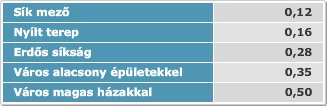 Sík mező 0,12
Nyílt terep 0,16
Erdős síkság 0,28
Város alacsony épületekkel 0,35
Város magas házakkal 0,50